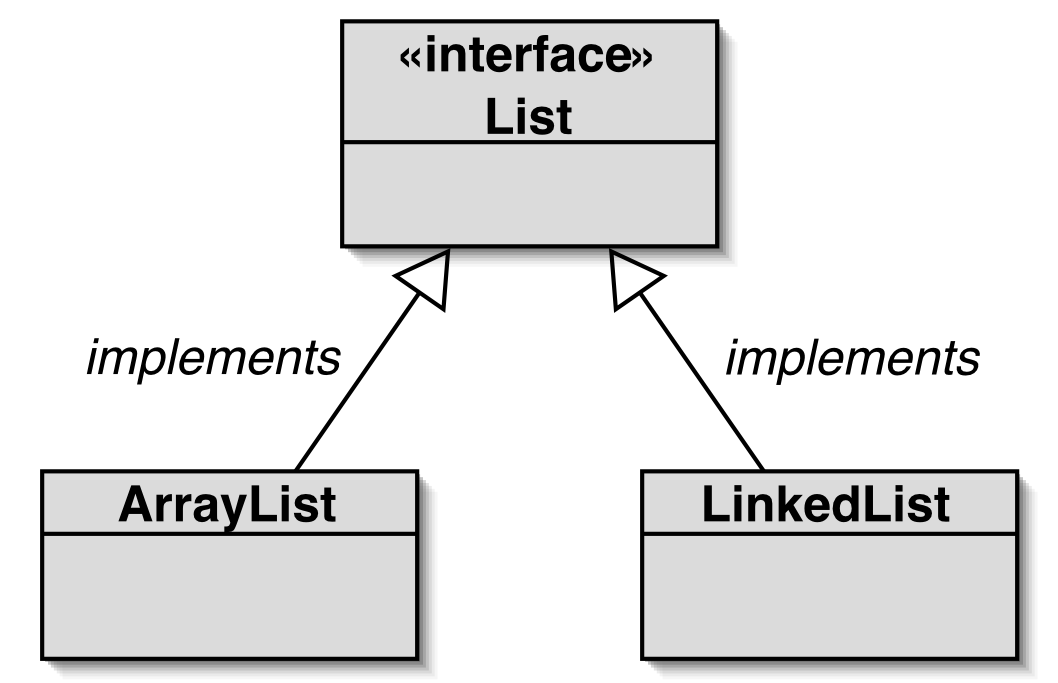 «interface»
List
implements
implements
ArrayList
LinkedList